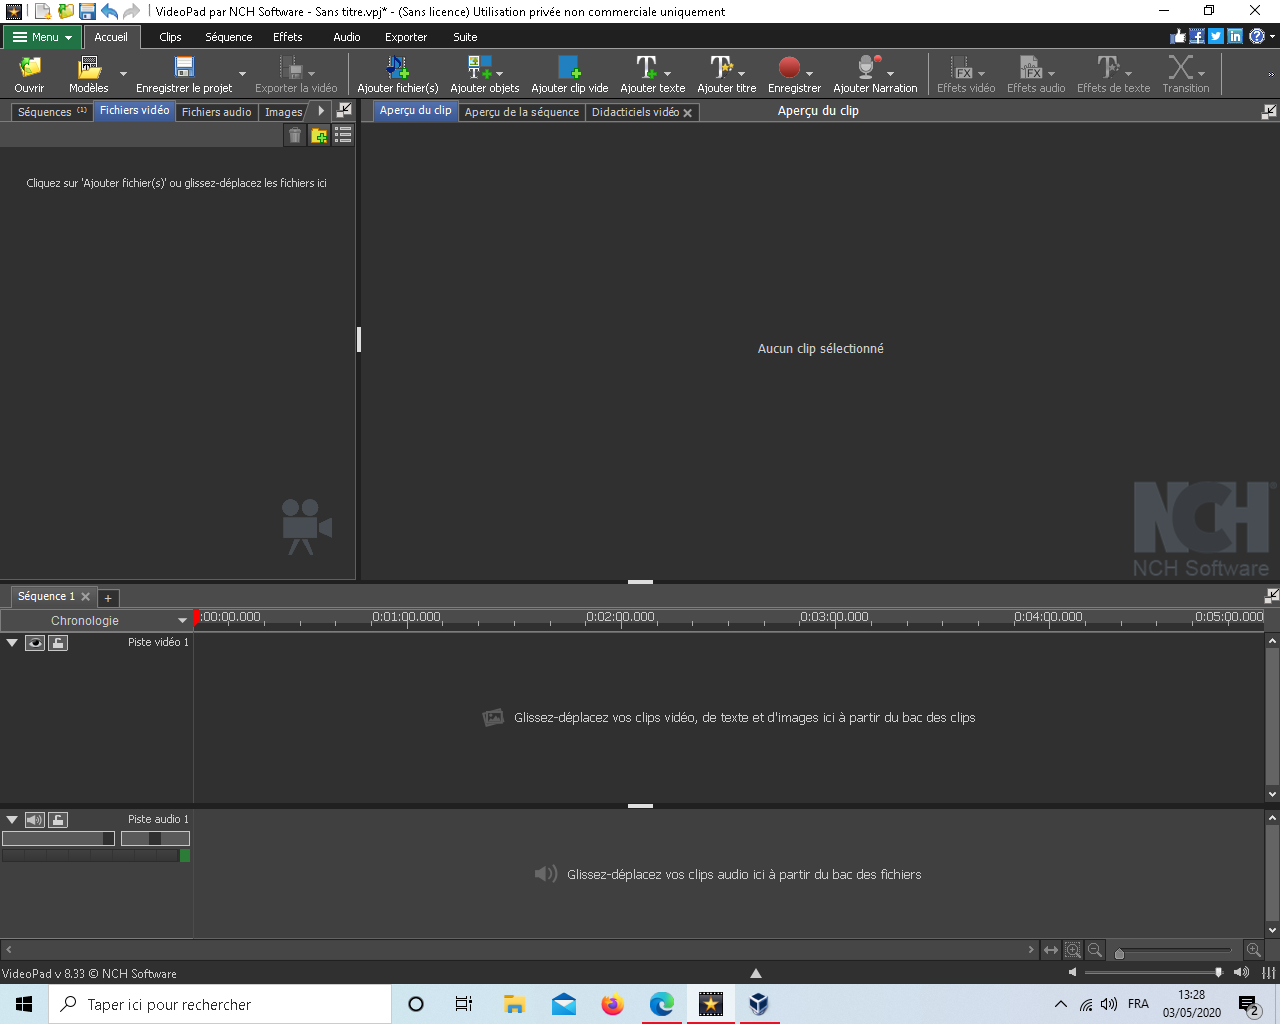 VideoPad par NCH Software - Sans titre.vpj* - (Sans licence) Utilisation privée non commerciale uniquement
Menu Accueil Clips Séquence Effets Audio Exporter Suite
Ouvrir Modèles Enregistrer le projet Exporter la vidéo Ajouter fichier(s) Ajouter objets Ajouter clip vide Ajouter texte Ajouter titre Enregistrer Ajouter Narration Effets vidéo Effets audio Effets de texte Transition
Séquences (1) Fichiers vidéo Fichiers audio Images
Aperçu du clip Aperçu de la séquence Didacticiels vidéo Aperçu du clip
Cliquez sur 'Ajouter fichier(s)' ou glissez-déplacez les fichiers ici
Aucun clip sélectionné
NCH
NCH Software
Séquence 1
Chronologie :00:00.000 0:01:00.000 0:02:00.000 0:03:00.000 0:04:00.000 0:05:00.000
Piste vidéo 1
Glissez-déplacez vos clips vidéo, de texte et d'images ici à partir du bac des clips
Piste audio 1
Glissez-déplacez vos clips audio ici à partir du bac des fichiers
VideoPad v 8.33 © NCH Software
Taper ici pour rechercher
FRA
13:28
03/05/2020
2